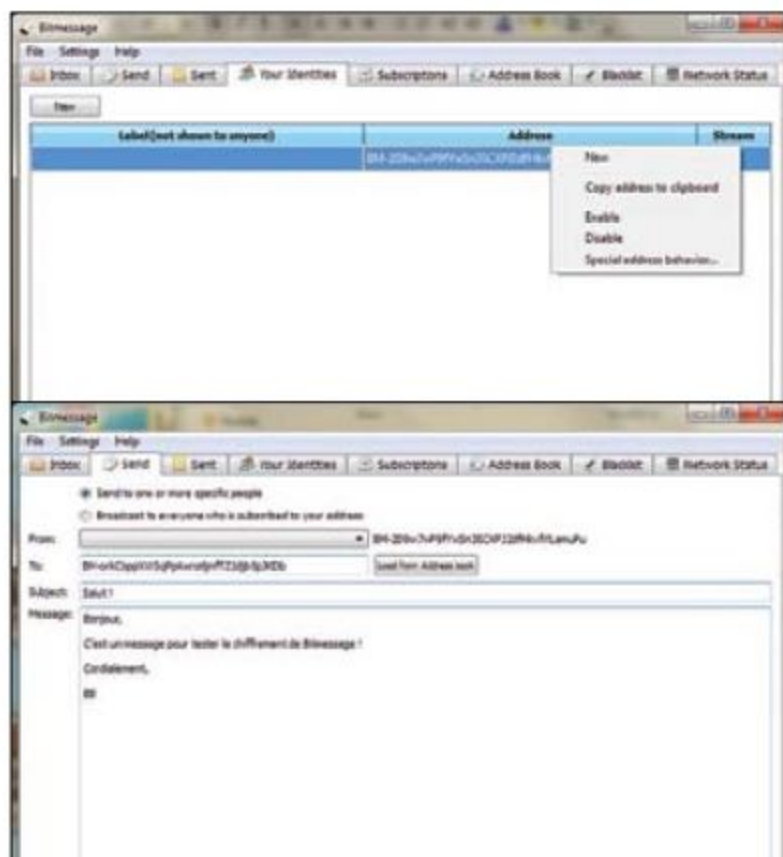 Bitmessage
File Settings Help
Inbox Send Sent Your Identities Subscriptions Address Book Blacklist Network Status
New
Label(not shown to anyone) Address Stream
New
Copy address to clipboard
Enable
Disable
Special address behavior...
Bitmessage
File Settings Help
Inbox Send Sent Your Identities Subscriptions Address Book Blacklist Network Status
Send to one or more specific people
Broadcast to everyone who is subscribed to your address
From:
To: Load from Address book
Subject: Salut !
Message: Bonjour,
C'est un message pour tester le chiffrement de Bitmessage !
Cordialement,
BB